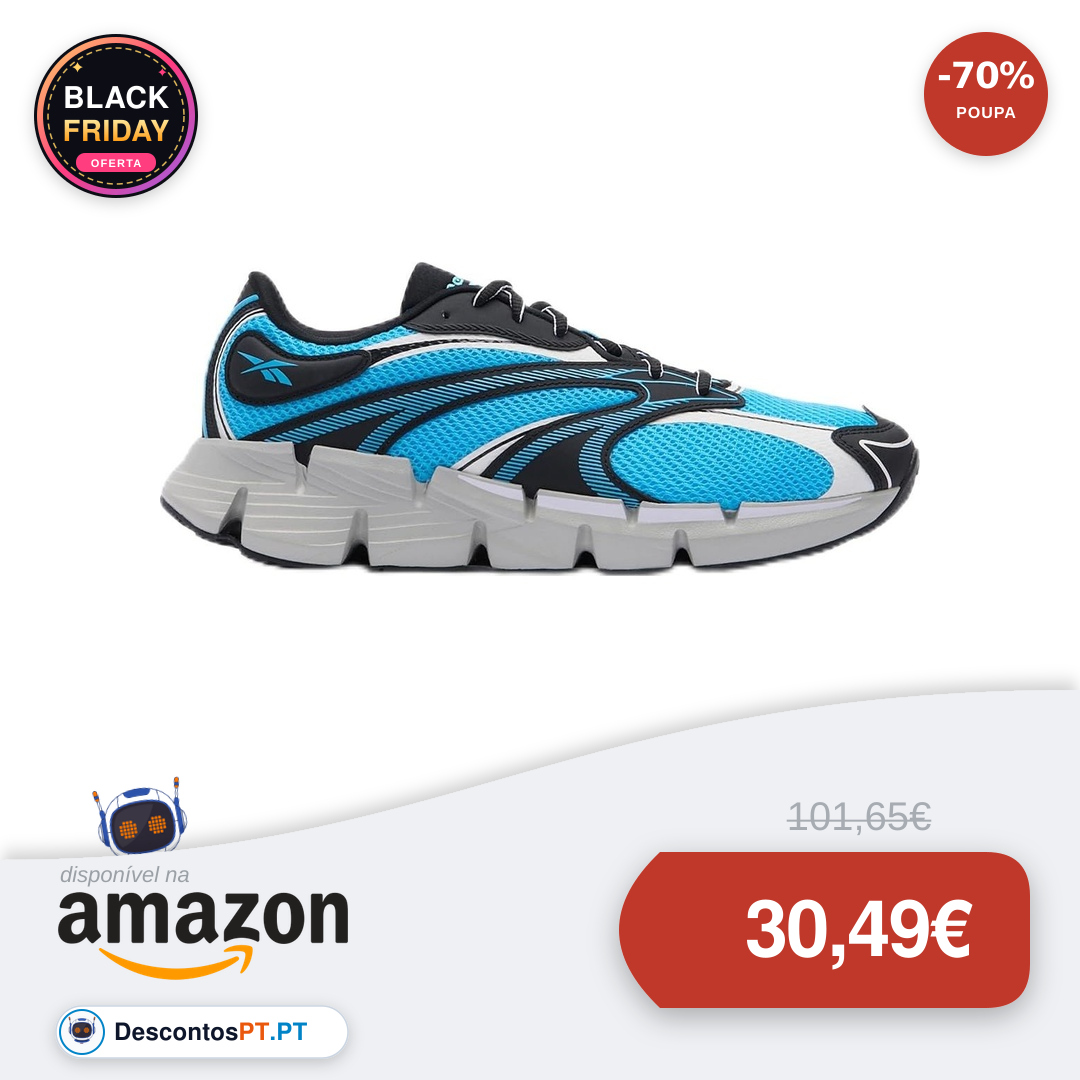 BLACK
FRIDAY
OFERTA
-70%
POUPA
101,65€
30,49€
disponível na
amazon
DescontosPT.PT